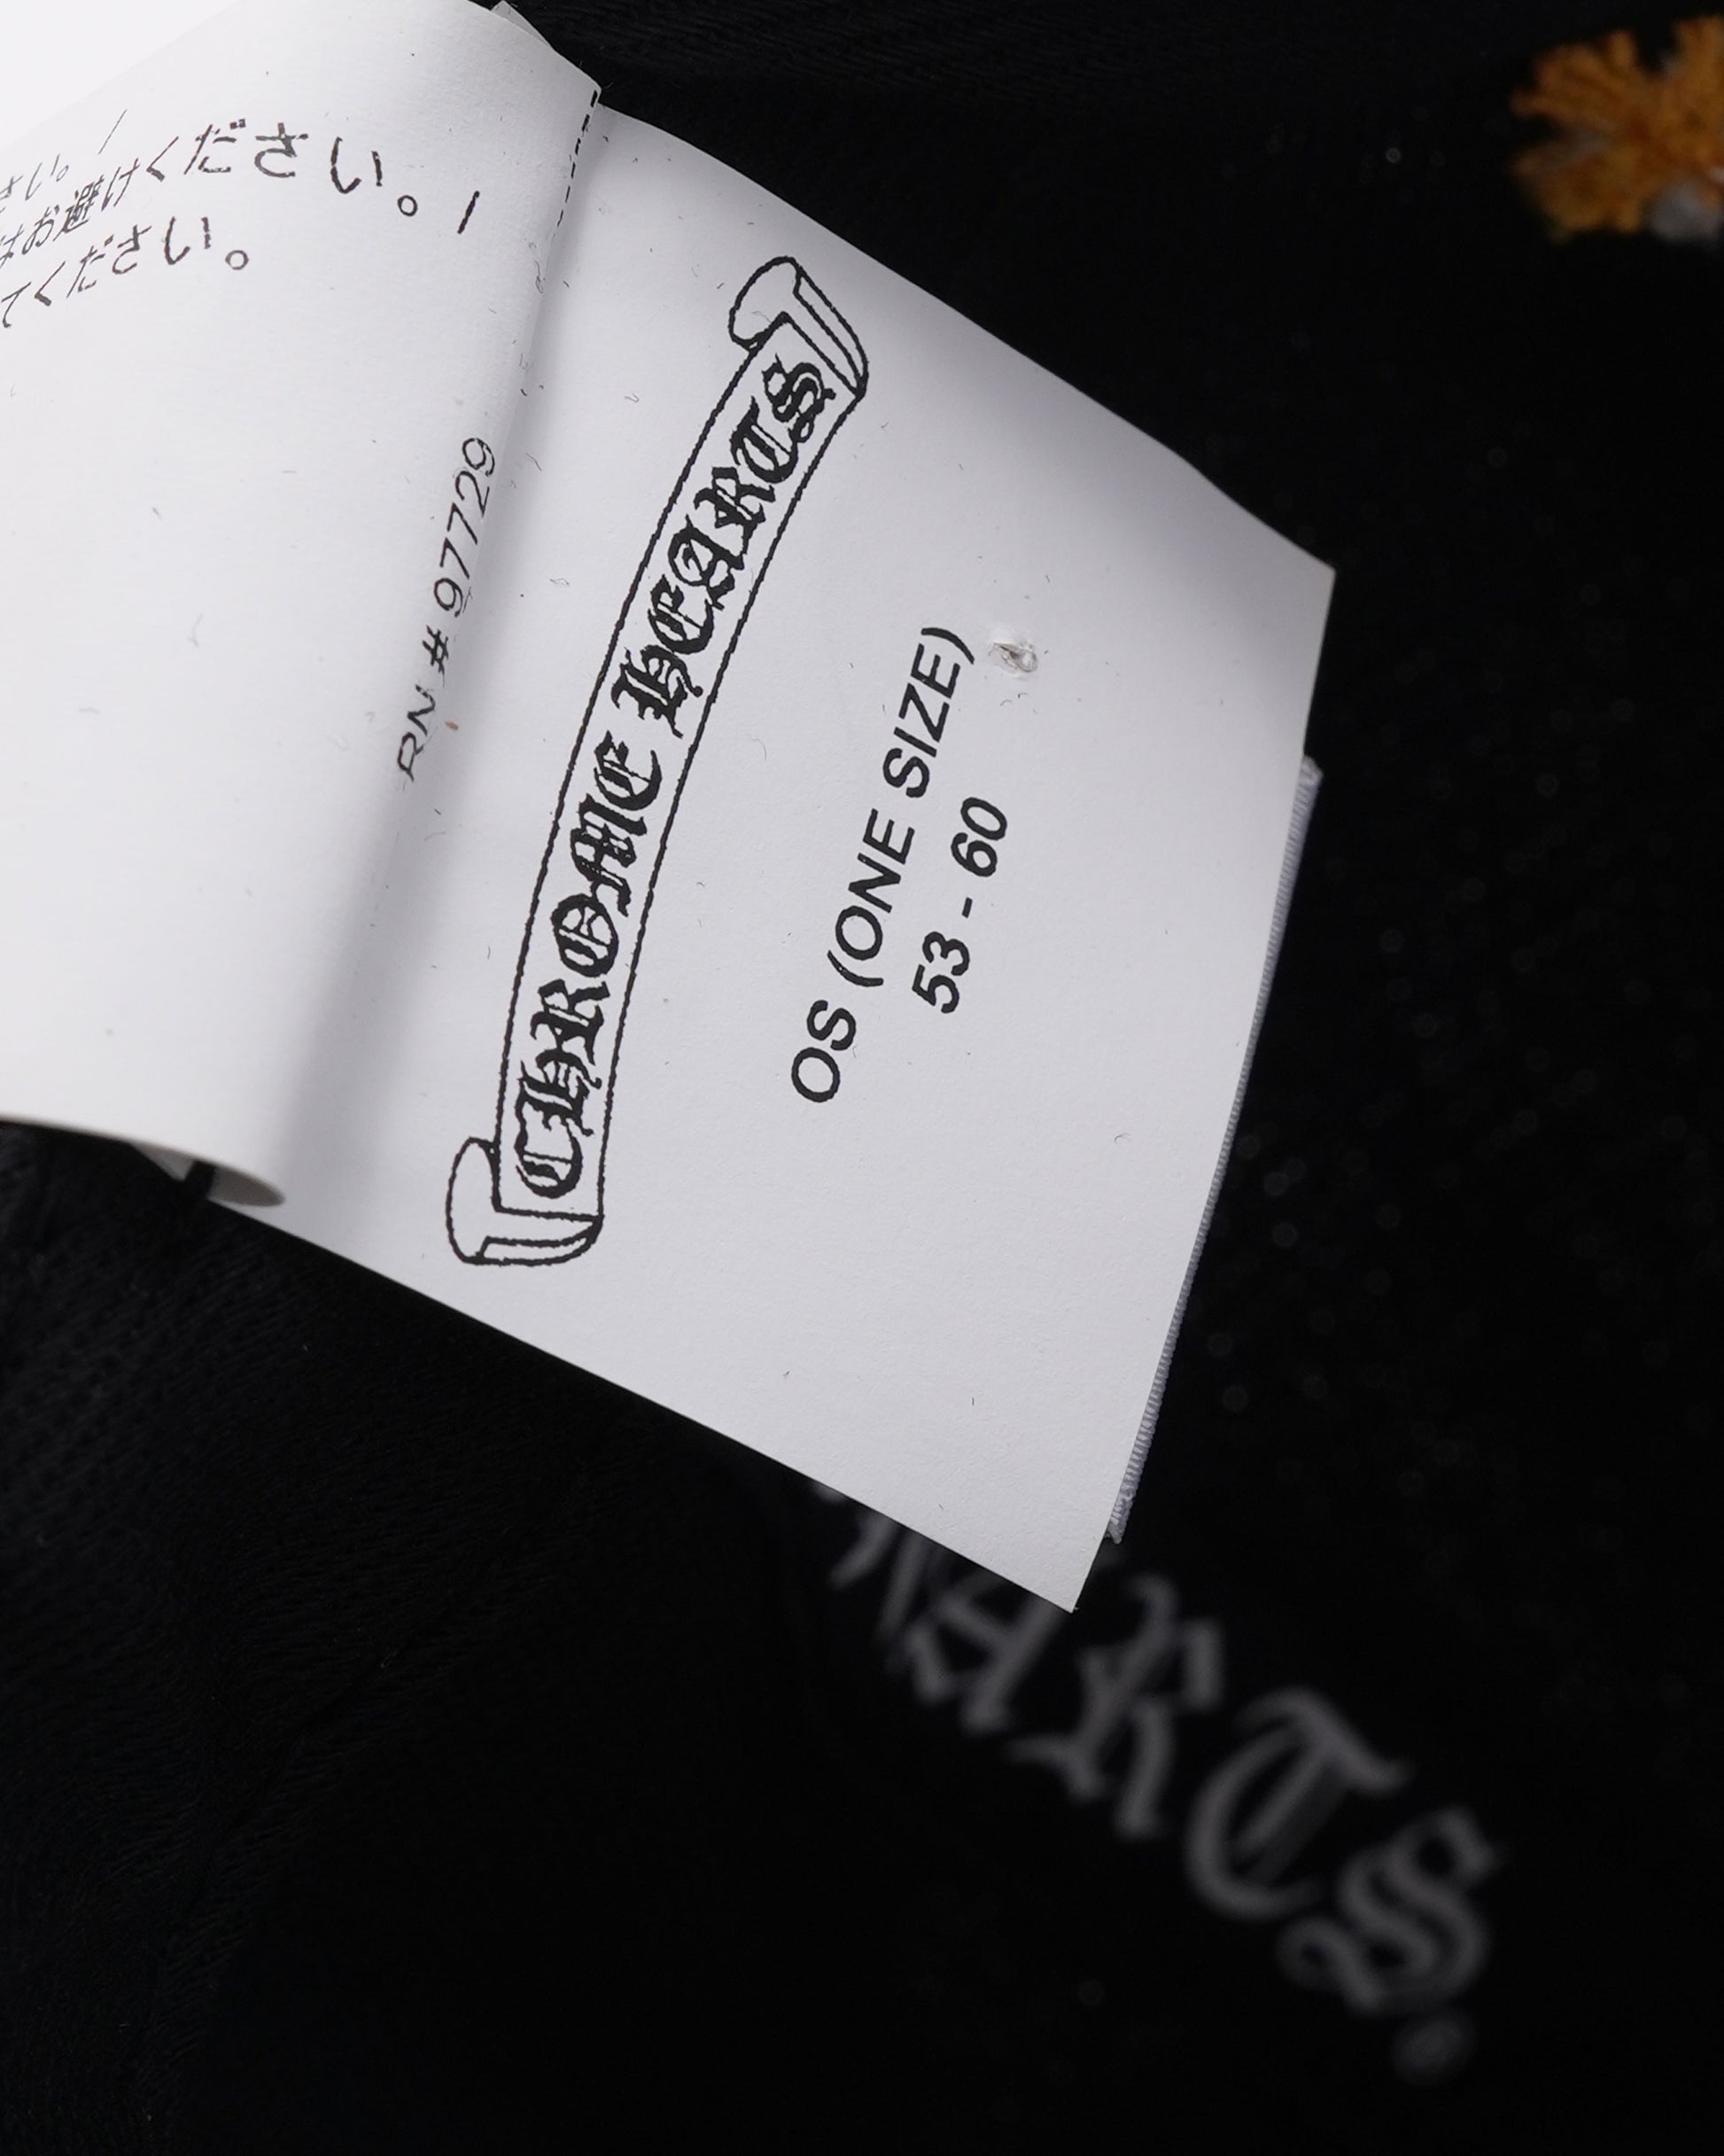 さい。/
はお避けください。/
てください。
RN # 97729
CHROME HEARTS
OS (ONE SIZE)
53 - 60
ARTS